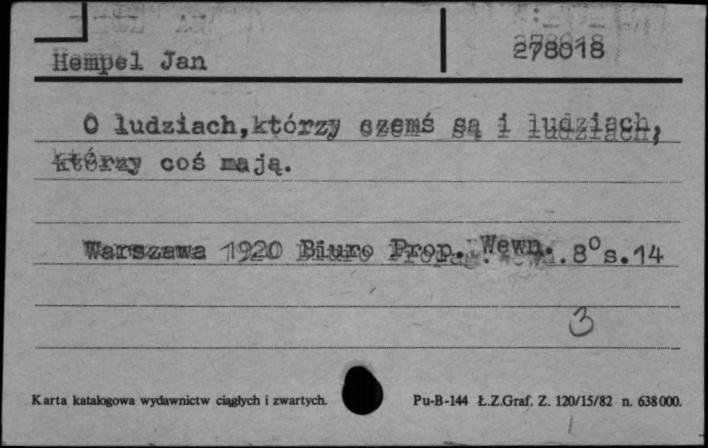 Hempel Jan
278018
O ludziach,którzy czemś są i ludziach,
którzy coś mają.
Warszawa 1920 Biuro Prop. Wewn. 8° s.14
3
Karta katalogowa wydawnictw ciągłych i zwartych.
Pu-B-144 Ł.Z.Graf. Z. 120/15/82 n. 638 000.